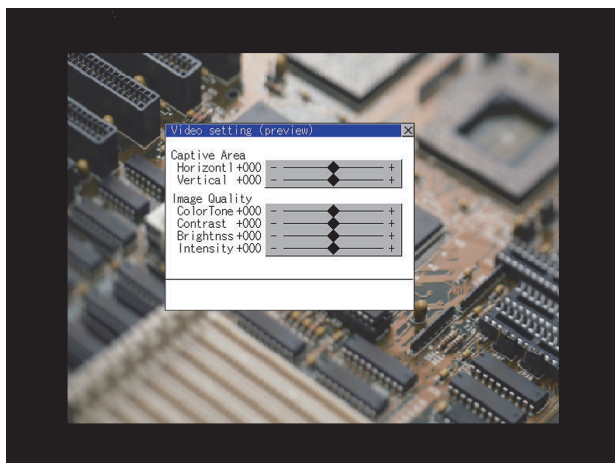 Video setting (preview) ×
Captive Area
Horizontl+000 - +
Vertical +000 - +
Image Quality
ColorTone+000 - +
Contrast +000 - +
Brightnss+000 - +
Intensity+000 - +